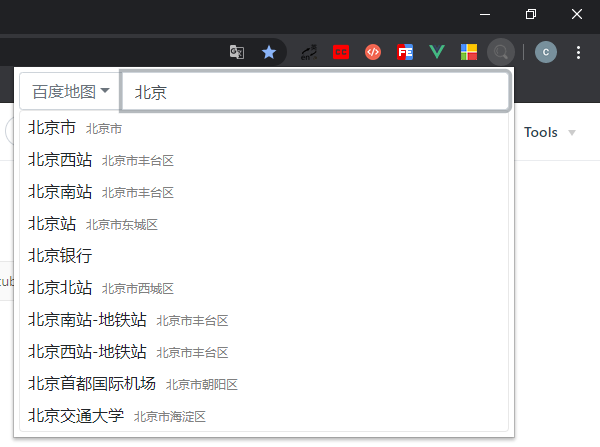 CC
FE
C
百度地图 北京
北京市 北京市
Tools
北京西站 北京市丰台区
北京南站 北京市丰台区
北京站 北京市东城区
北京银行
tub
北京北站 北京市西城区
北京南站-地铁站 北京市丰台区
北京西站-地铁站 北京市丰台区
北京首都国际机场 北京市朝阳区
北京交通大学 北京市海淀区